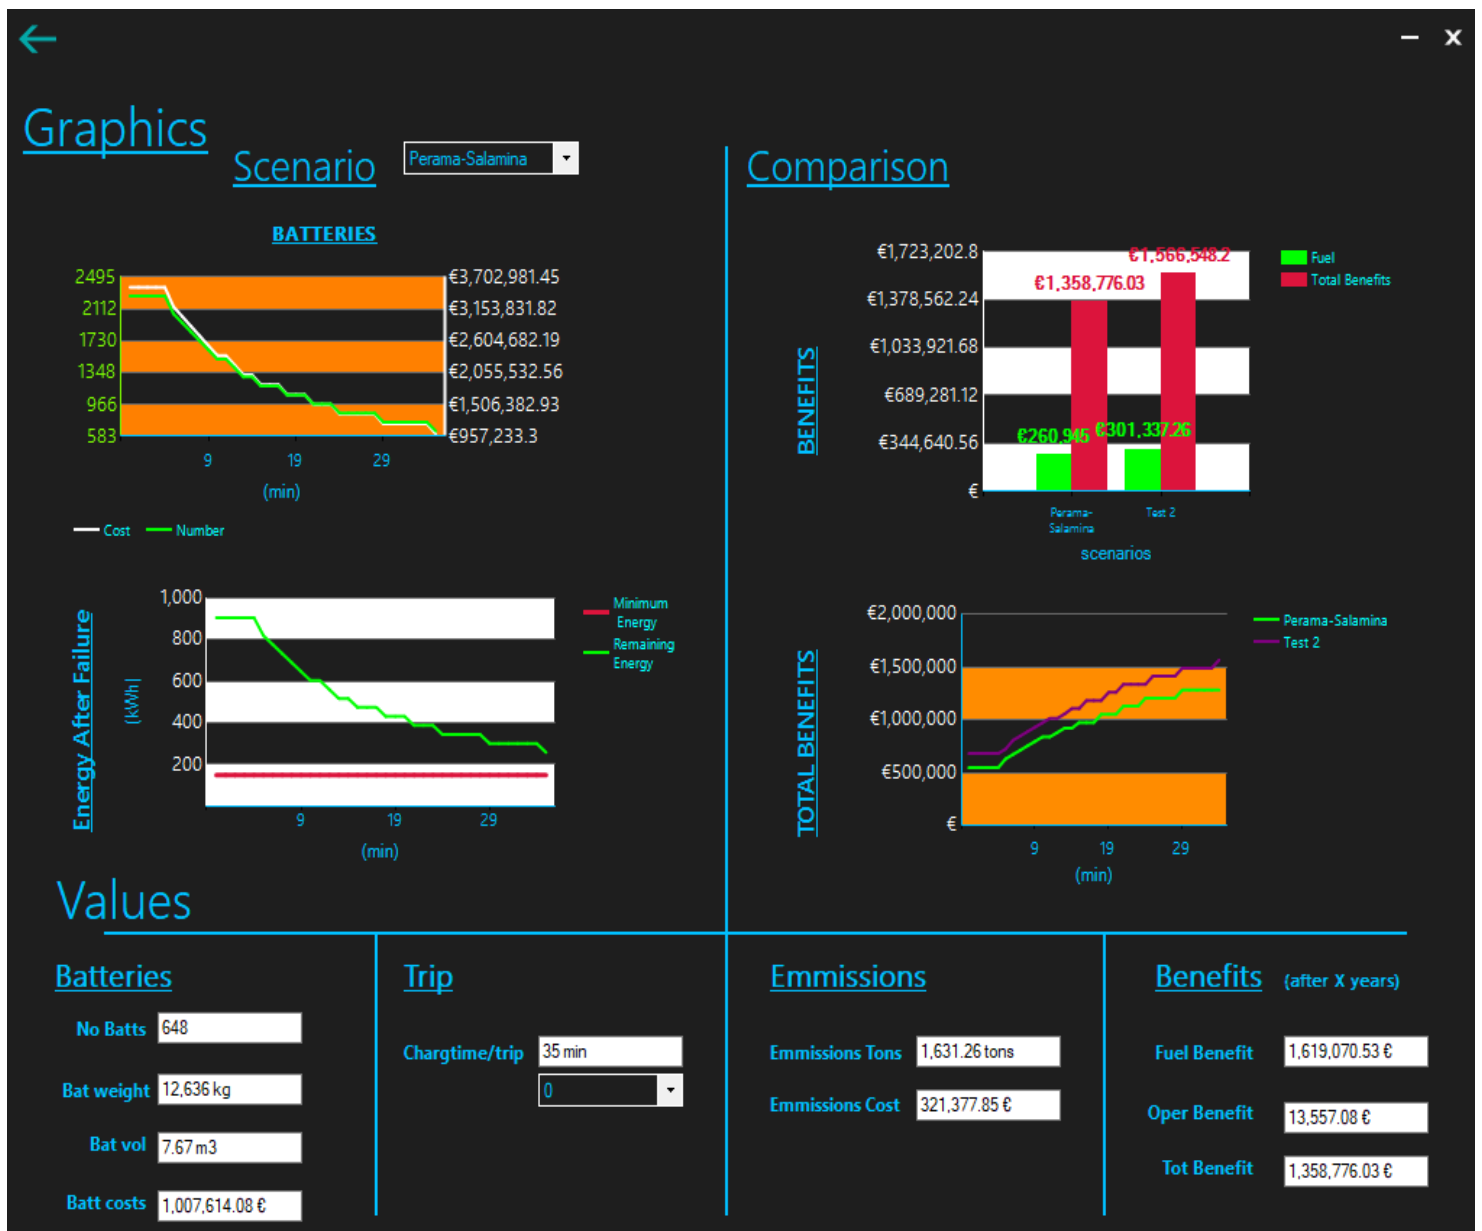 Graphics
Scenario
Perama-Salamina
BATTERIES
2495
2112
1730
1348
966
583
€3,702,981.45
€3,153,831.82
€2,604,682.19
€2,055,532.56
€1,506,382.93
€957,233.3
9 19 29
(min)
Cost Number
Energy After Failure
(kWh)
1,000
800
600
400
200
9 19 29
(min)
Minimum
Energy
Remaining
Energy
Comparison
BENEFITS
€1,723,202.8
€1,378,562.24
€1,033,921.68
€689,281.12
€344,640.56
€
€1,358,776.03
€1,566,548.2
€260,945
€301,337.26
Fuel
Total Benefits
Perama-
Salamina
Test 2
scenarios
TOTAL BENEFITS
€2,000,000
€1,500,000
€1,000,000
€500,000
€
9 19 29
(min)
Perama-Salamina
Test 2
Values
Batteries
No Batts 648
Bat weight 12,636 kg
Bat vol 7.67 m3
Batt costs 1,007,614.08 €
Trip
Chargtime/trip 35 min
0
Emmissions
Emmissions Tons 1,631.26 tons
Emmissions Cost 321,377.85 €
Benefits (after X years)
Fuel Benefit 1,619,070.53 €
Oper Benefit 13,557.08 €
Tot Benefit 1,358,776.03 €